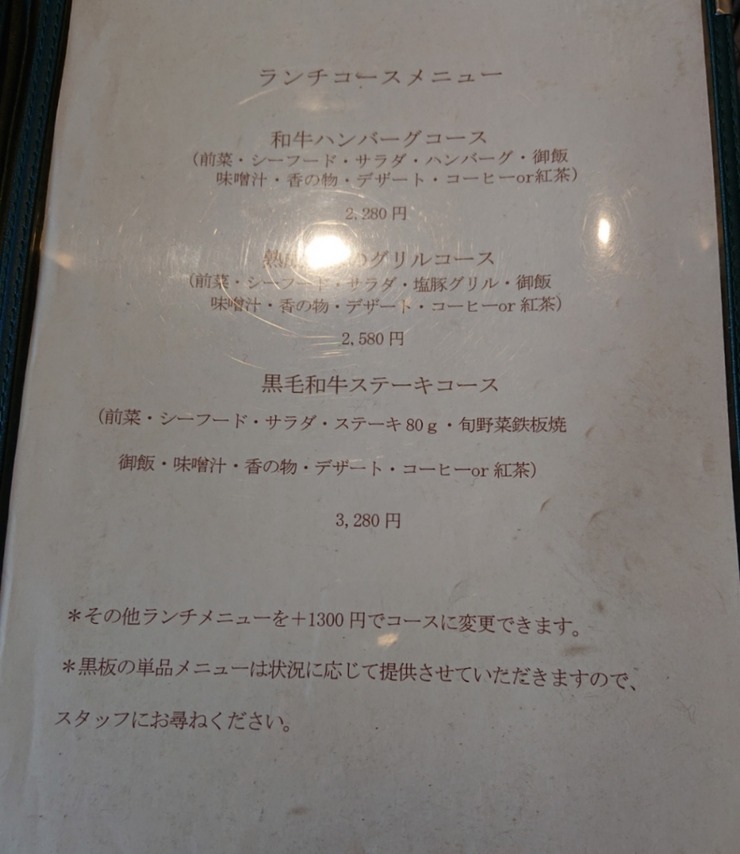 ランチコースメニュー
和牛ハンバーグコース
(前菜・シーフード・サラダ・ハンバーグ・御飯
味噌汁・香の物・デザート・コーヒーor紅茶)
2,280円
のグリルコース
(前菜・シーフード・サラダ・塩豚グリル・御飯
味噌汁・香の物・デザート・コーヒーor紅茶)
2,580円
黒毛和牛ステーキコース
(前菜・シーフード・サラダ・ステーキ80g・旬野菜鉄板焼
御飯・味噌汁・香の物・デザート・コーヒーor紅茶)
3,280円
＊その他ランチメニューを＋1300円でコースに変更できます。
＊黒板の単品メニューは状況に応じて提供させていただきますので、
スタッフにお尋ねください。